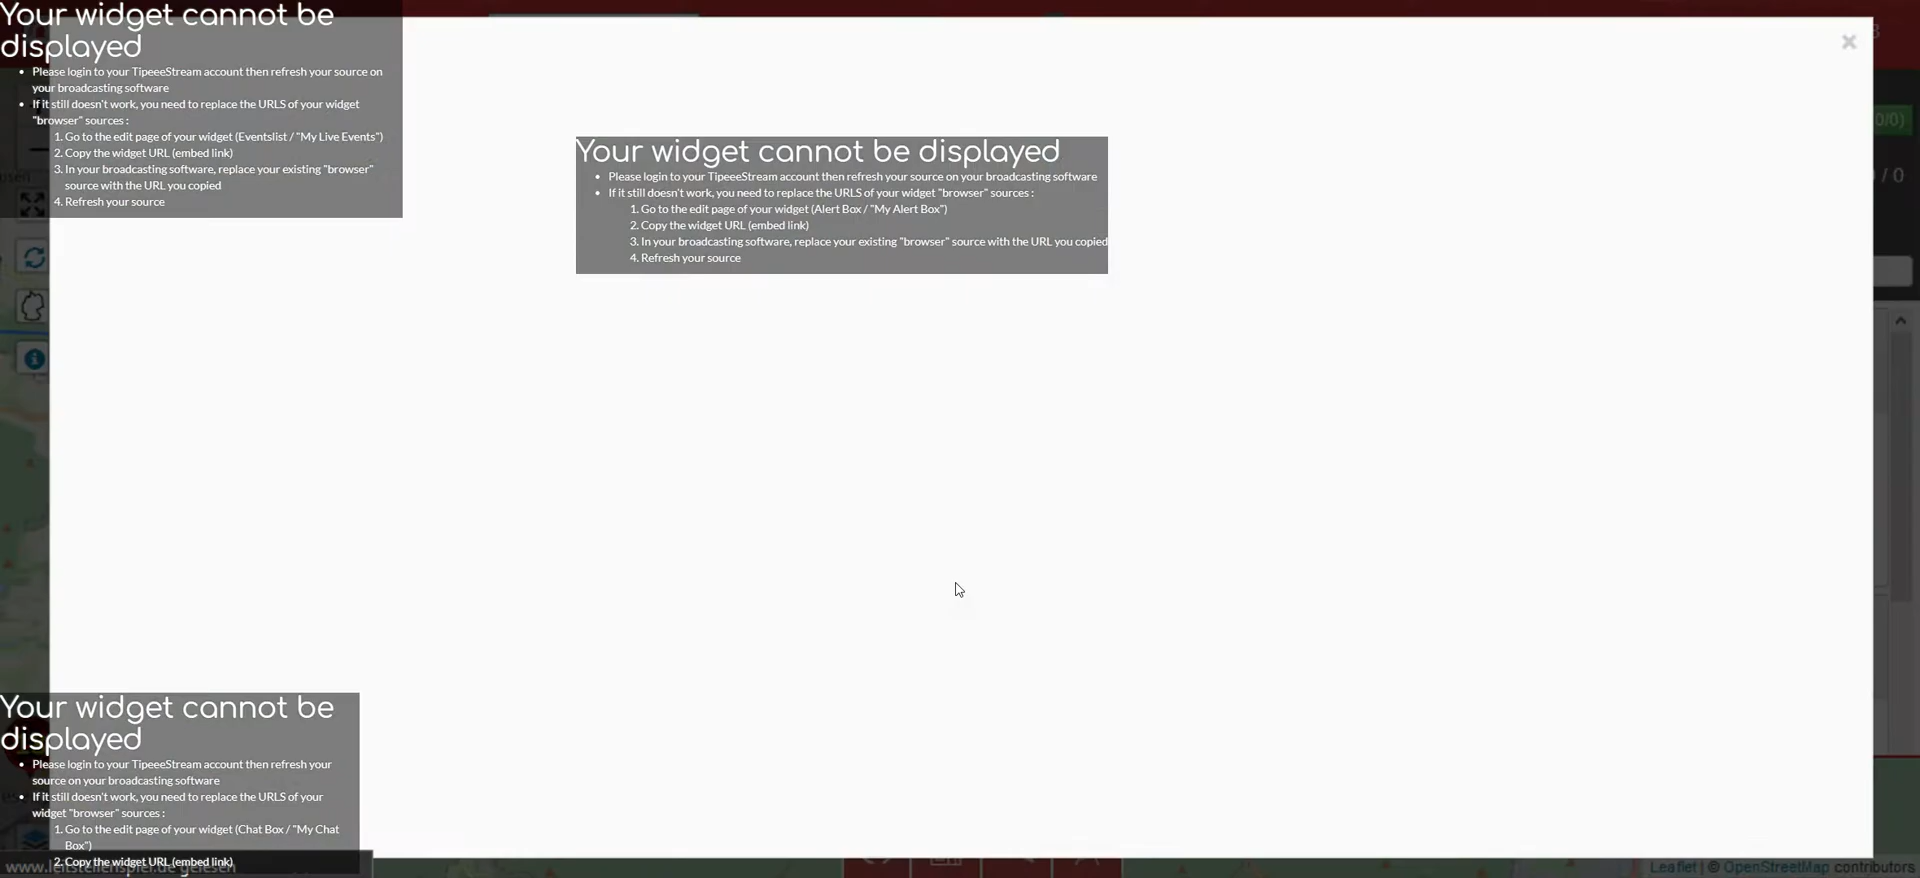 Your widget cannot be
displayed
• Please login to your TipeeeStream account then refresh your source on
your broadcasting software
• If it still doesn't work, you need to replace the URLS of your widget
"browser" sources :
1. Go to the edit page of your widget (Eventslist / "My Live Events")
2. Copy the widget URL (embed link)
3. In your broadcasting software, replace your existing "browser"
source with the URL you copied
4. Refresh your source
Your widget cannot be displayed
• Please login to your TipeeeStream account then refresh your source on your broadcasting software
• If it still doesn't work, you need to replace the URLS of your widget "browser" sources :
1. Go to the edit page of your widget (Alert Box / "My Alert Box")
2. Copy the widget URL (embed link)
3. In your broadcasting software, replace your existing "browser" source with the URL you copied
4. Refresh your source
×
0/0)
/ 0
Your widget cannot be
displayed
• Please login to your TipeeeStream account then refresh your
source on your broadcasting software
• If it still doesn't work, you need to replace the URLS of your
widget "browser" sources :
1. Go to the edit page of your widget (Chat Box / "My Chat
Box")
2. Copy the widget URL (embed link)
www.leitstellenspiel.de gelesen
Leaflet | © OpenStreetMap contributors